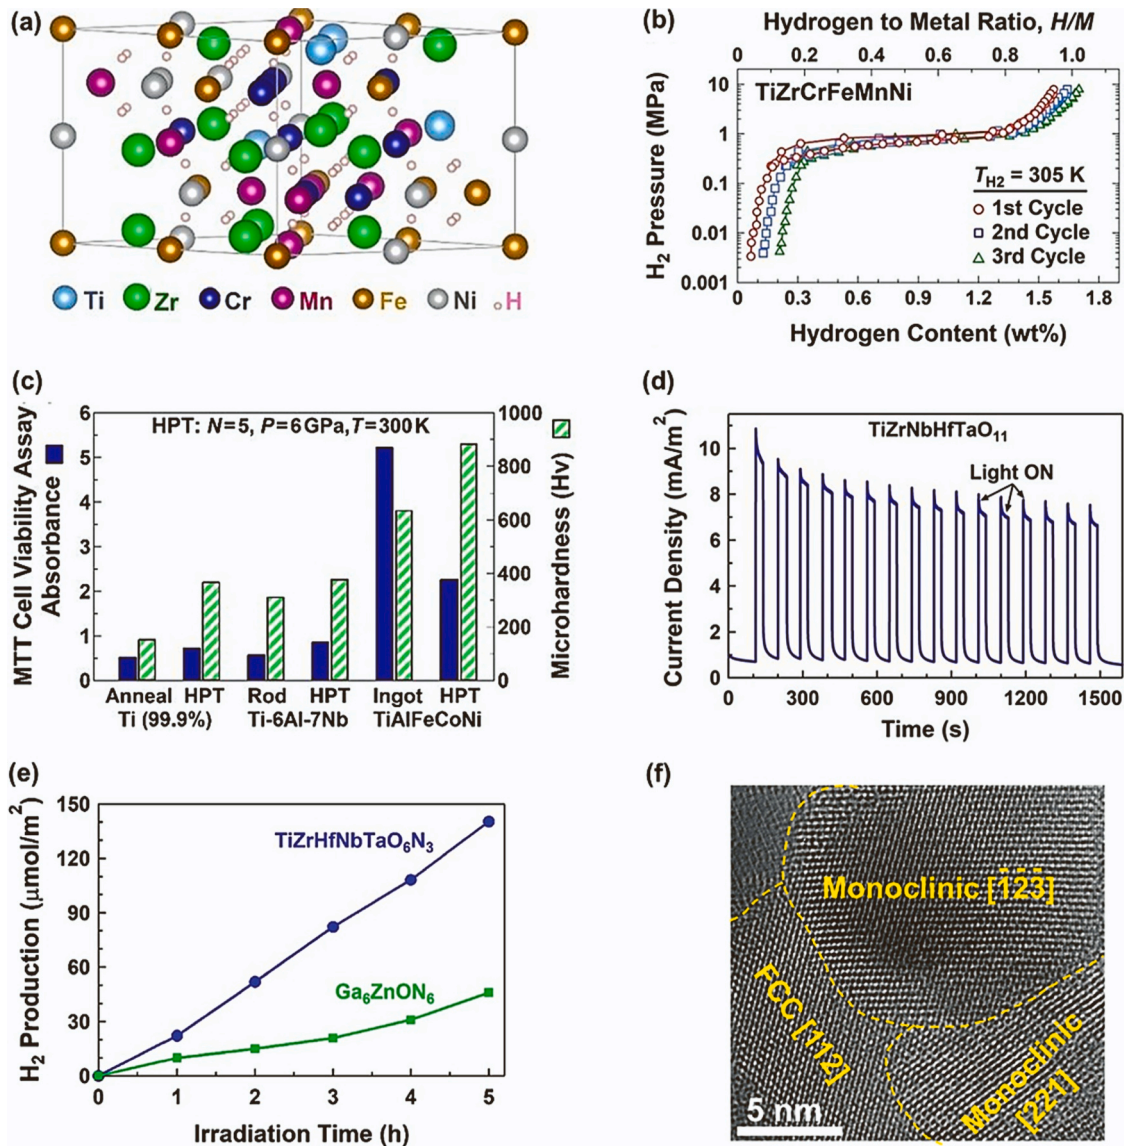 (a)
Ti Zr Cr Mn Fe Ni H
(b)
Hydrogen to Metal Ratio, H/M
0 0.2 0.4 0.6 0.8 1.0
H₂ Pressure (MPa)
10
1
0.1
0.01
0.001
TiZrCrFeMnNi
T_H2 = 305 K
1st Cycle
2nd Cycle
3rd Cycle
0 0.3 0.6 0.9 1.2 1.5 1.8
Hydrogen Content (wt%)
(c)
MTT Cell Viability Assay
Absorbance
6
5
4
3
2
1
0
HPT: N=5, P=6GPa,T=300K
1000
800
600
400
200
0
Microhardness (Hv)
Anneal HPT Rod HPT Ingot HPT
Ti (99.9%) Ti-6Al-7Nb TiAlFeCoNi
(d)
Current Density (mA/m²)
10
8
6
4
2
0
TiZrNbHfTaO₁₁
Light ON
0 300 600 900 1200 1500
Time (s)
(e)
H₂ Production (μmol/m²)
150
120
90
60
30
0
TiZrHfNbTaO₆N₃
Ga₆ZnON₆
0 1 2 3 4 5
Irradiation Time (h)
(f)
Monoclinic [1̄2̄3̄]
FCC [112]
Monoclinic
[221]
5 nm